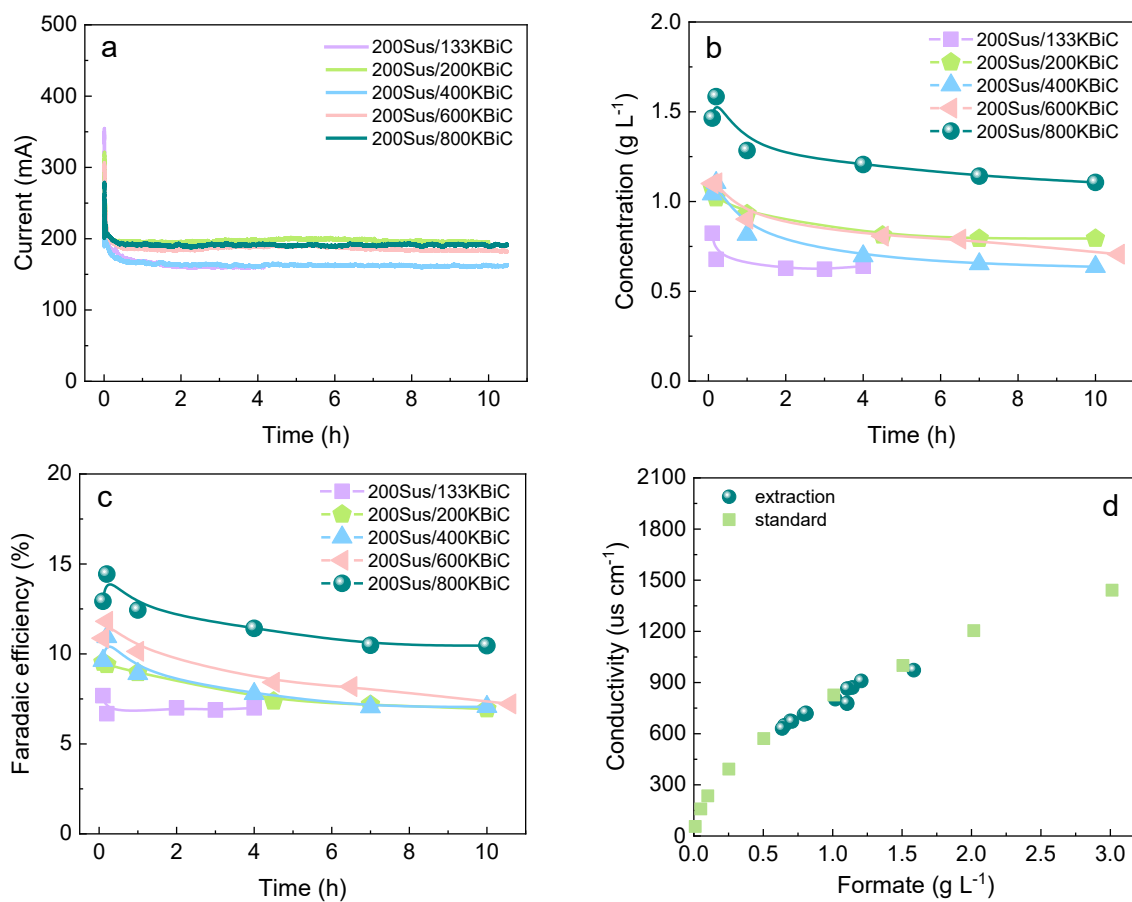 a
500
400
300
200
100
0
Current (mA)
0 2 4 6 8 10
Time (h)
200Sus/133KBiC
200Sus/200KBiC
200Sus/400KBiC
200Sus/600KBiC
200Sus/800KBiC
b
2.0
1.5
1.0
0.5
0.0
Concentration (g L⁻¹)
0 2 4 6 8 10
Time (h)
200Sus/133KBiC
200Sus/200KBiC
200Sus/400KBiC
200Sus/600KBiC
200Sus/800KBiC
c
20
15
10
5
0
Faradaic efficiency (%)
0 2 4 6 8 10
Time (h)
200Sus/133KBiC
200Sus/200KBiC
200Sus/400KBiC
200Sus/600KBiC
200Sus/800KBiC
d
2100
1800
1500
1200
900
600
300
0
Conductivity (us cm⁻¹)
0.0 0.5 1.0 1.5 2.0 2.5 3.0
Formate (g L⁻¹)
extraction
standard